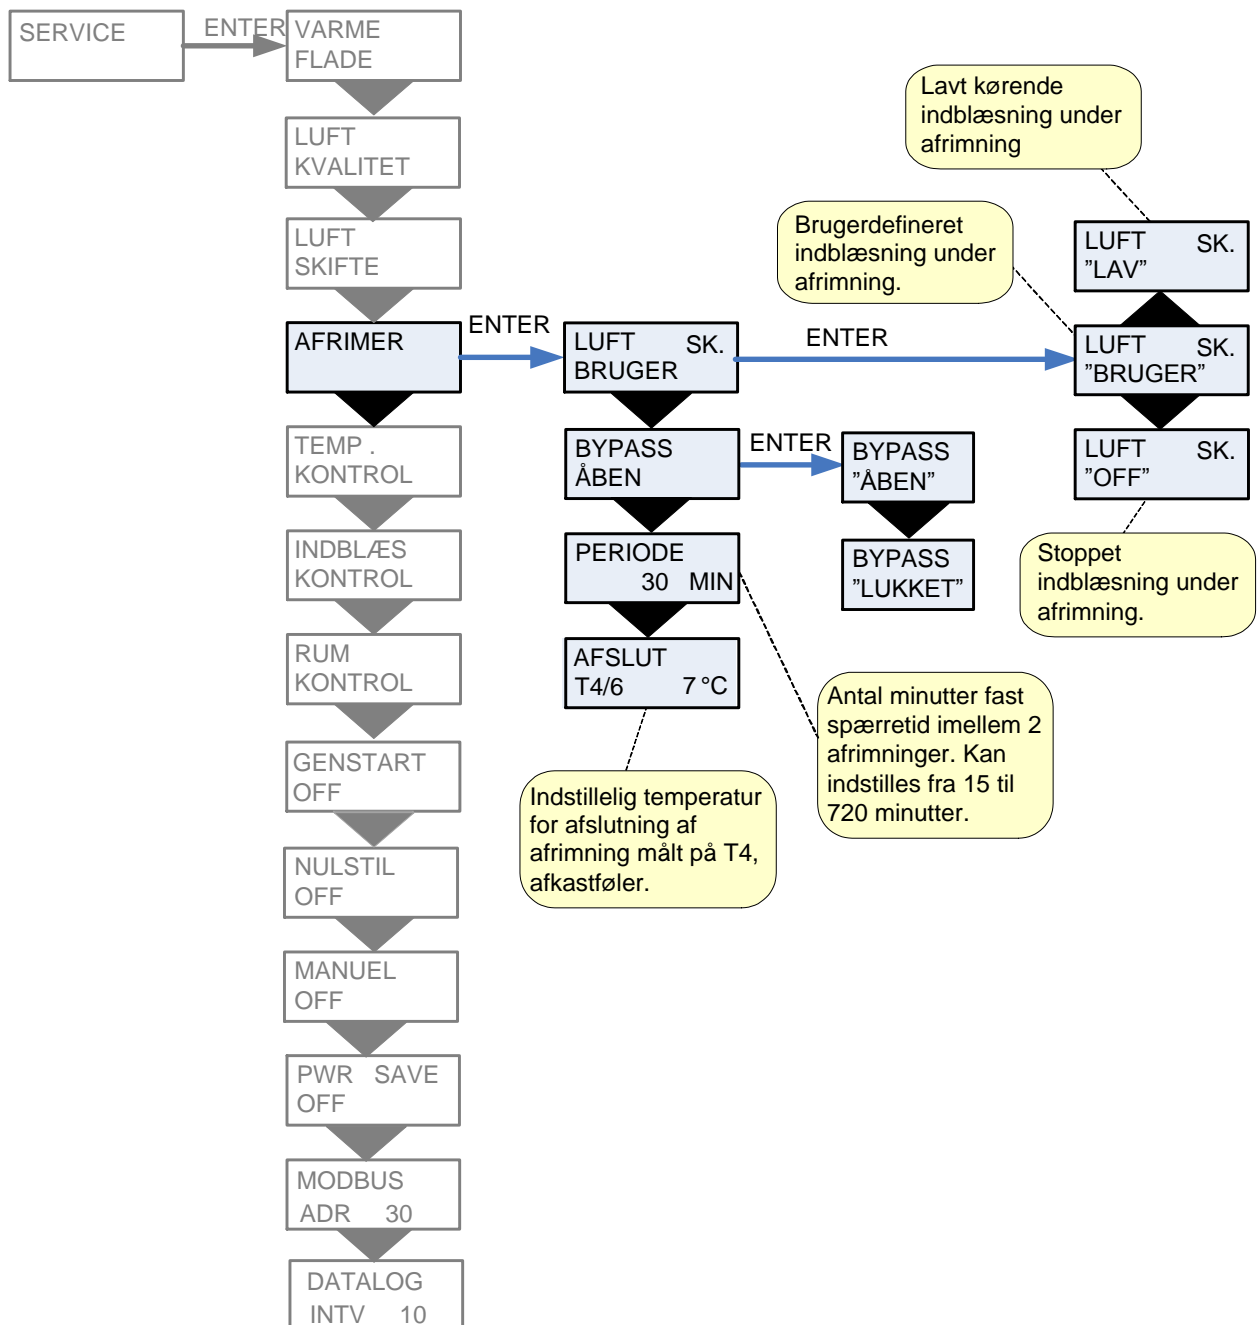 SERVICE
ENTER
VARME
FLADE
LUFT
KVALITET
LUFT
SKIFTE
AFRIMER
ENTER
LUFT SK.
BRUGER
ENTER
LUFT SK.
”BRUGER”
LUFT SK.
”LAV”
LUFT SK.
”OFF”
Lavt kørende
indblæsning under
afrimning
Brugerdefineret
indblæsning under
afrimning.
Stoppet
indblæsning under
afrimning.
BYPASS
ÅBEN
ENTER
BYPASS
”ÅBEN”
BYPASS
”LUKKET”
PERIODE
30 MIN
AFSLUT
T4/6 7 °C
Antal minutter fast
spærretid imellem 2
afrimninger. Kan
indstilles fra 15 til
720 minutter.
Indstillelig temperatur
for afslutning af
afrimning målt på T4,
afkastføler.
TEMP .
KONTROL
INDBLÆS
KONTROL
RUM
KONTROL
GENSTART
OFF
NULSTIL
OFF
MANUEL
OFF
PWR SAVE
OFF
MODBUS
ADR 30
DATALOG
INTV 10